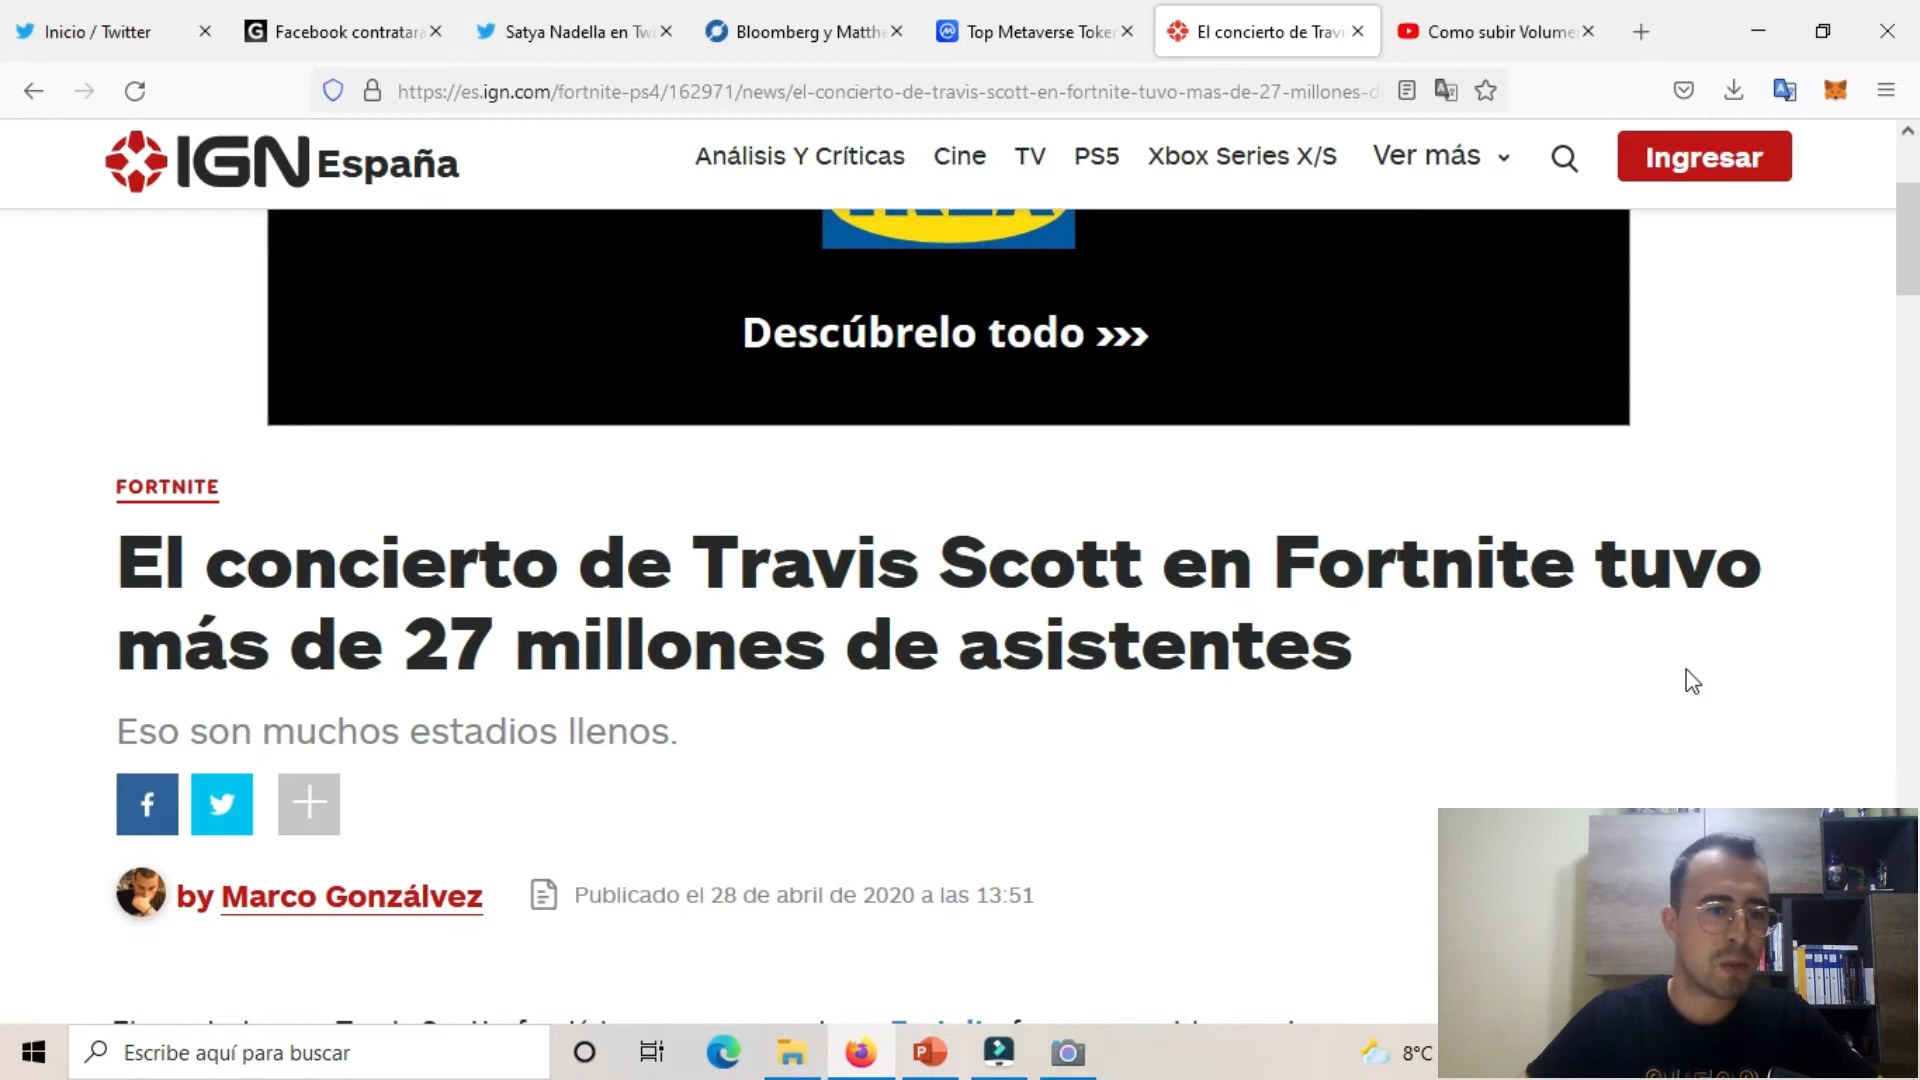 Inicio / Twitter
Facebook contratara
Satya Nadella en Twi
Bloomberg y Matth
Top Metaverse Token
El concierto de Travi
Como subir Volume
https://es.ign.com/fortnite-ps4/162971/news/el-concierto-de-travis-scott-en-fortnite-tuvo-mas-de-27-millones-d
IGN España
Análisis Y Críticas
Cine
TV
PS5
Xbox Series X/S
Ver más
Ingresar
Descúbrelo todo >>>
FORTNITE
El concierto de Travis Scott en Fortnite tuvo
más de 27 millones de asistentes
Eso son muchos estadios llenos.
by Marco Gonzálvez
Publicado el 28 de abril de 2020 a las 13:51
Escribe aquí para buscar
8°C